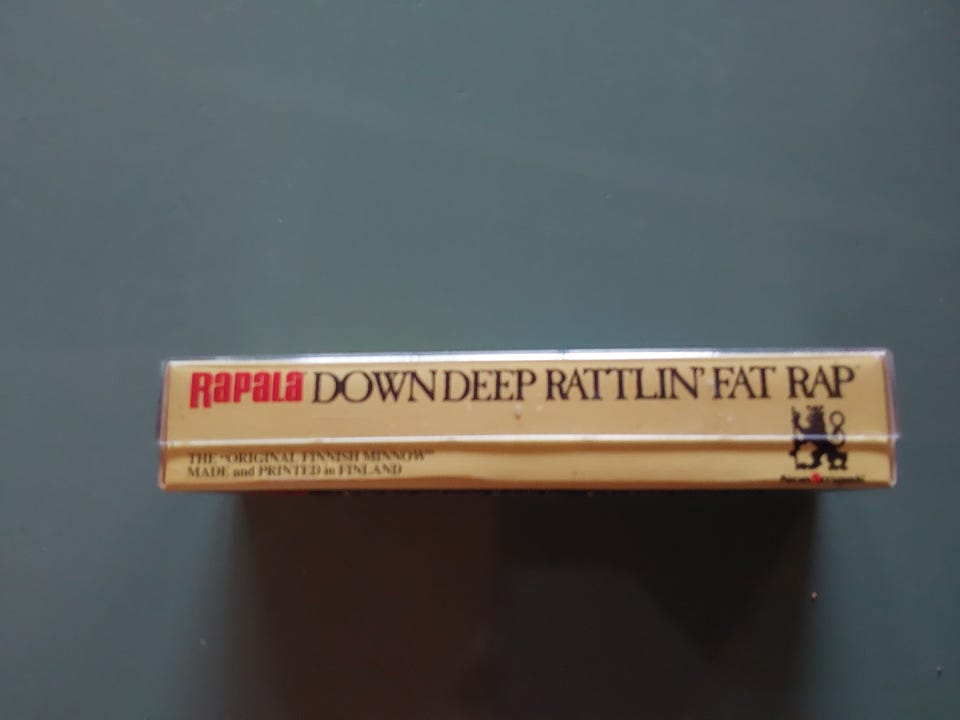 Rapala DOWN DEEP RATTLIN' FAT RAP
THE "ORIGINAL FINNISH MINNOW"
MADE and PRINTED in FINLAND